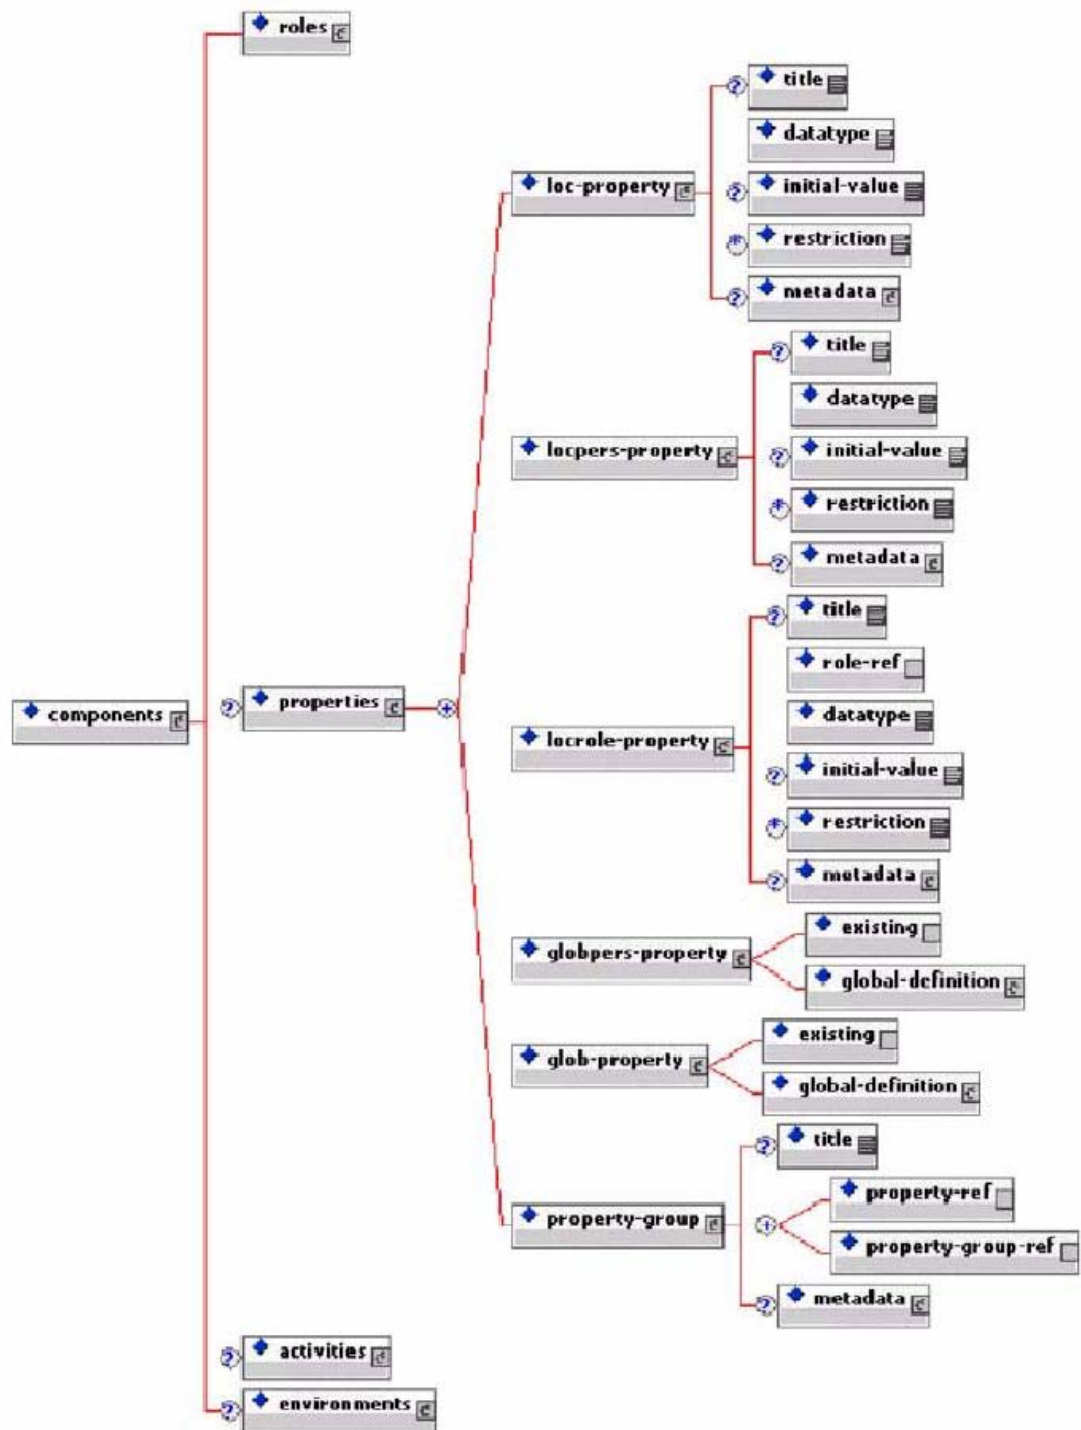 roles
title
datatype
loc-property
initial-value
restriction
metadata
title
datatype
locpers-property
initial-value
restriction
metadata
title
role-ref
components
properties
datatype
locrole-property
initial-value
restriction
metadata
existing
globpers-property
global-definition
existing
glob-property
global-definition
title
property-ref
property-group
property-group-ref
metadata
activities
environments